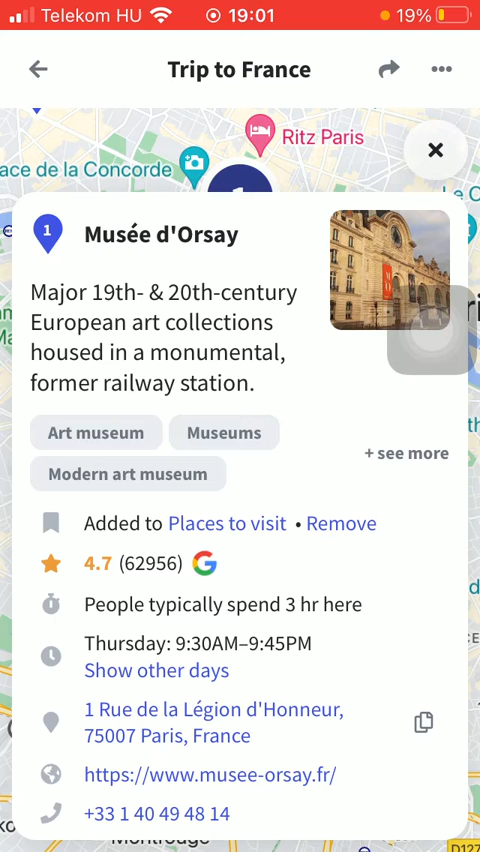 Telekom HU 19:01 19%
Trip to France
Ritz Paris
ace de la Concorde
1
Musée d'Orsay
Major 19th- & 20th-century
European art collections
housed in a monumental,
former railway station.
Art museum Museums
Modern art museum
+ see more
Added to Places to visit • Remove
4.7 (62956)
People typically spend 3 hr here
Thursday: 9:30AM–9:45PM
Show other days
1 Rue de la Légion d'Honneur,
75007 Paris, France
https://www.musee-orsay.fr/
+33 1 40 49 48 14
D127